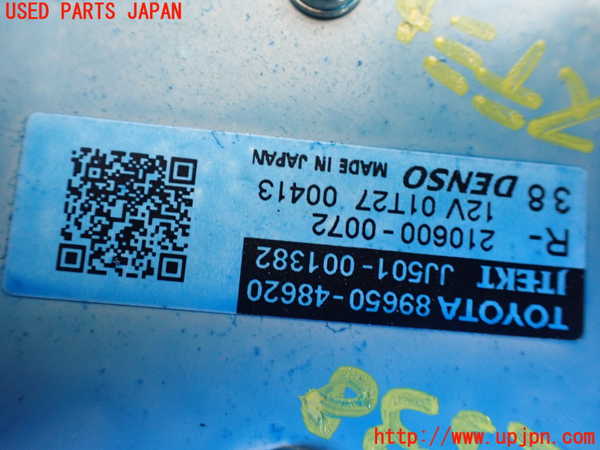 USED PARTS JAPAN
TOYOTA 89650-48620
JTEKT JJ501-001382
R- 210600-0072
12V 01T27 00413
38 DENSO MADE IN JAPAN
http://www.upjpn.com